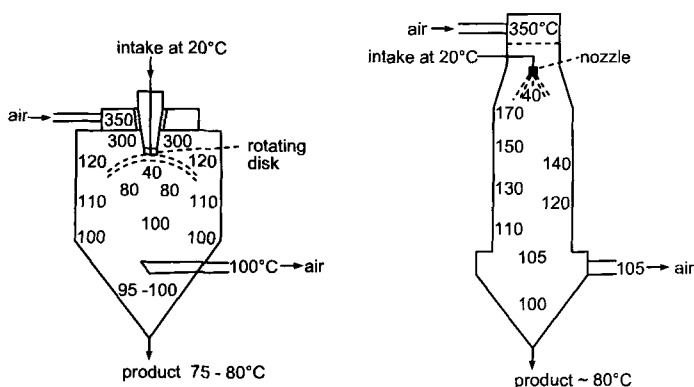 intake at 20°C
air
350
300
300
rotating
disk
120
120
40
80
80
110
110
100
100
100
100°C
air
95 -100
product 75 - 80°C
air
350°C
intake at 20°C
nozzle
40
170
150
140
130
120
110
105
105
air
100
product ~ 80°C